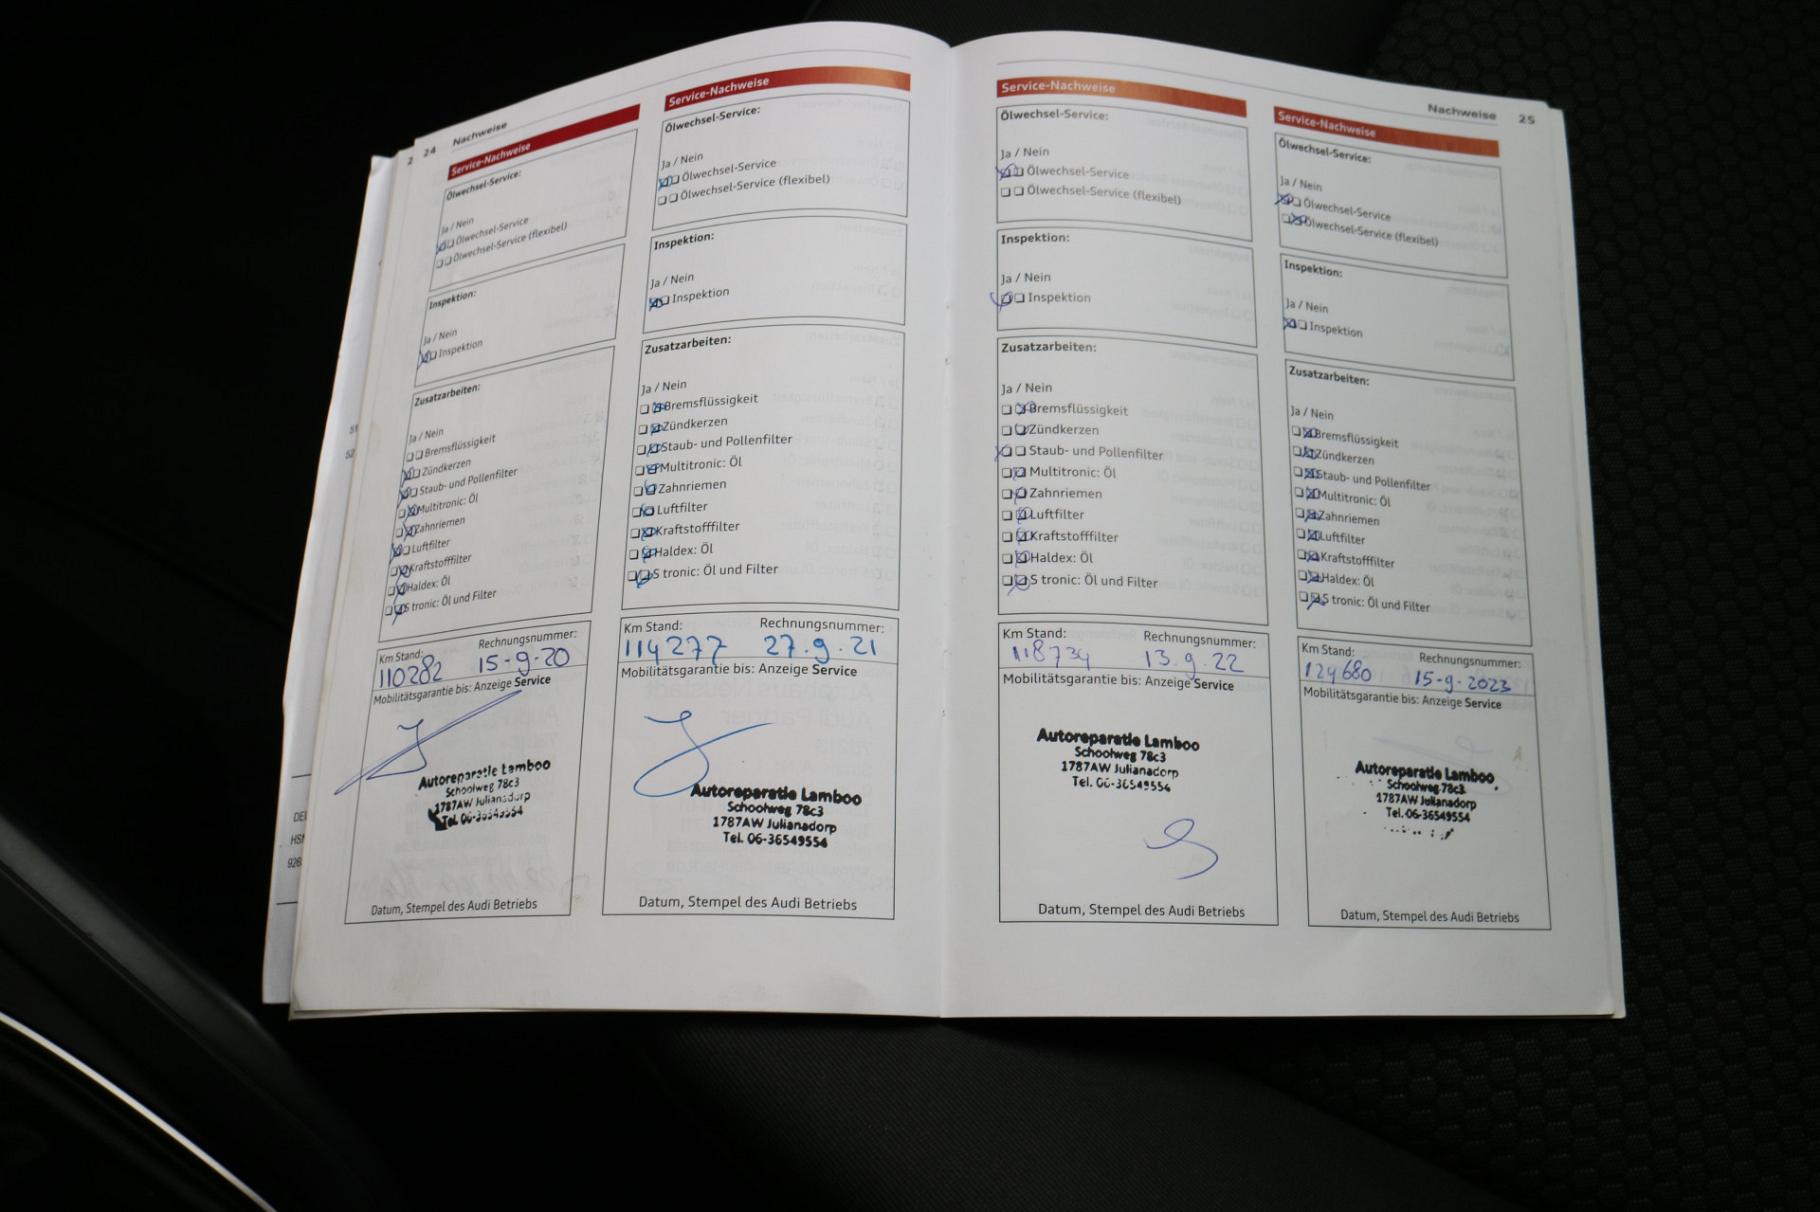 2 24 Nachweise
Service-Nachweise
Ölwechsel-Service:
Ja / Nein
Ölwechsel-Service
Ölwechsel-Service (flexibel)
Inspektion:
Ja / Nein
Inspektion
Zusatzarbeiten:
Ja / Nein
Bremsflüssigkeit
Zündkerzen
Staub- und Pollenfilter
Multitronic: Öl
Zahnriemen
Luftfilter
Kraftstofffilter
Haldex: Öl
S tronic: Öl und Filter
Km Stand: Rechnungsnummer:
110282 15-9-20
Mobilitätsgarantie bis: Anzeige Service
Autoreparatie Lamboo
Schoolweg 78c3
1787AW Julianadorp
Tel. 06-36549554
Datum, Stempel des Audi Betriebs
Service-Nachweise
Ölwechsel-Service:
Ja / Nein
Ölwechsel-Service
Ölwechsel-Service (flexibel)
Inspektion:
Ja / Nein
Inspektion
Zusatzarbeiten:
Ja / Nein
Bremsflüssigkeit
Zündkerzen
Staub- und Pollenfilter
Multitronic: Öl
Zahnriemen
Luftfilter
Kraftstofffilter
Haldex: Öl
S tronic: Öl und Filter
Km Stand: Rechnungsnummer:
114277 27.9.21
Mobilitätsgarantie bis: Anzeige Service
Autoreparatie Lamboo
Schoolweg 78c3
1787AW Julianadorp
Tel. 06-36549554
Datum, Stempel des Audi Betriebs
Service-Nachweise
Ölwechsel-Service:
Ja / Nein
Ölwechsel-Service
Ölwechsel-Service (flexibel)
Inspektion:
Ja / Nein
Inspektion
Zusatzarbeiten:
Ja / Nein
Bremsflüssigkeit
Zündkerzen
Staub- und Pollenfilter
Multitronic: Öl
Zahnriemen
Luftfilter
Kraftstofffilter
Haldex: Öl
S tronic: Öl und Filter
Km Stand: Rechnungsnummer:
118734 13.9.22
Mobilitätsgarantie bis: Anzeige Service
Autoreparatie Lamboo
Schoolweg 78c3
1787AW Julianadorp
Tel. 06-36549554
Datum, Stempel des Audi Betriebs
Nachweise 25
Service-Nachweise
Ölwechsel-Service:
Ja / Nein
Ölwechsel-Service
Ölwechsel-Service (flexibel)
Inspektion:
Ja / Nein
Inspektion
Zusatzarbeiten:
Ja / Nein
Bremsflüssigkeit
Zündkerzen
Staub- und Pollenfilter
Multitronic: Öl
Zahnriemen
Luftfilter
Kraftstofffilter
Haldex: Öl
S tronic: Öl und Filter
Km Stand: Rechnungsnummer:
124680 15-9-2023
Mobilitätsgarantie bis: Anzeige Service
Autoreparatie Lamboo
Schoolweg 78c3
1787AW Julianadorp
Tel. 06-36549554
Datum, Stempel des Audi Betriebs